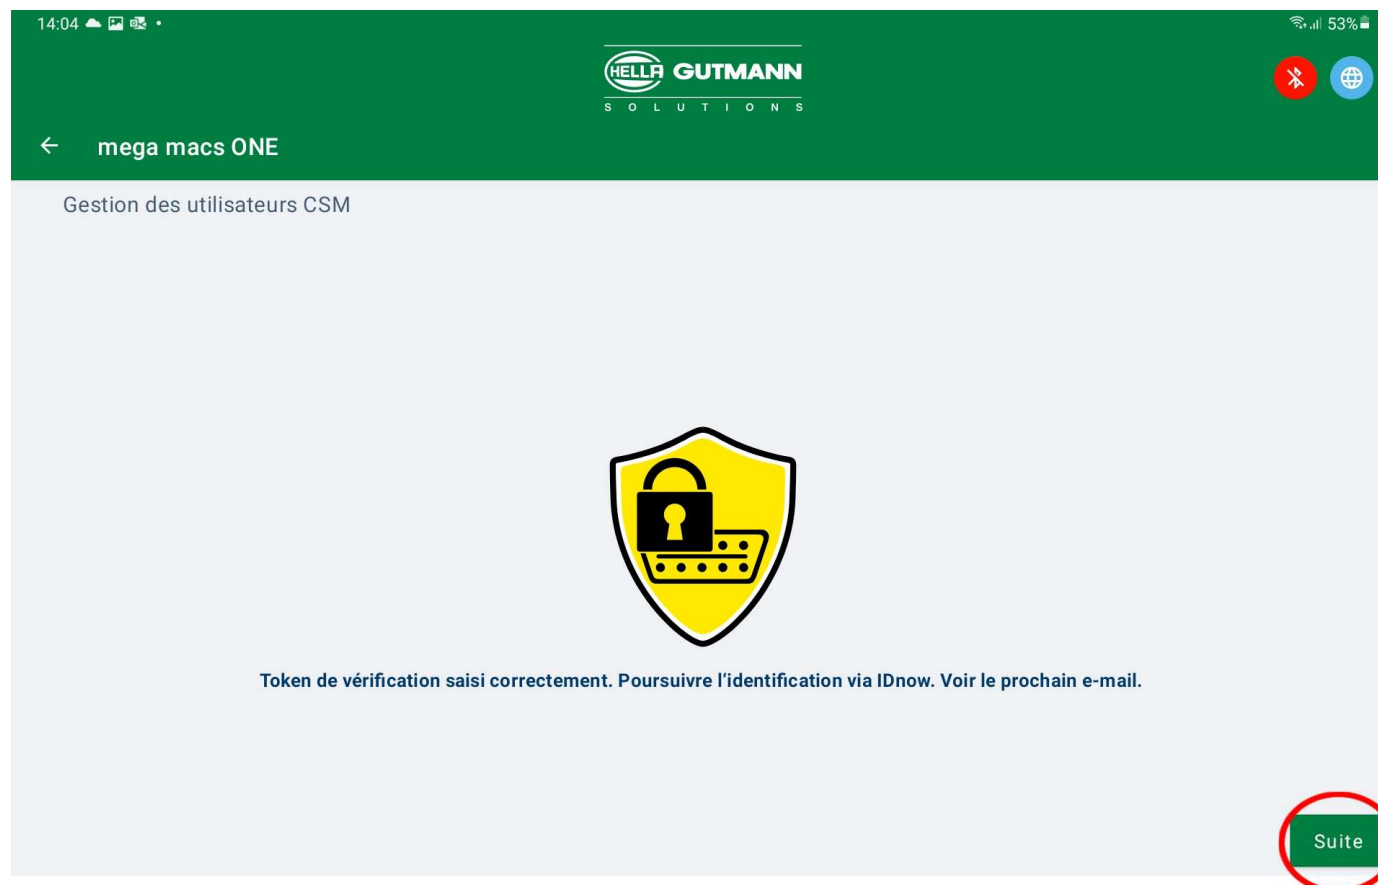 14:04
53%
HELLA GUTMANN
SOLUTIONS
mega macs ONE
Gestion des utilisateurs CSM
Token de vérification saisi correctement. Poursuivre l'identification via IDnow. Voir le prochain e-mail.
Suite